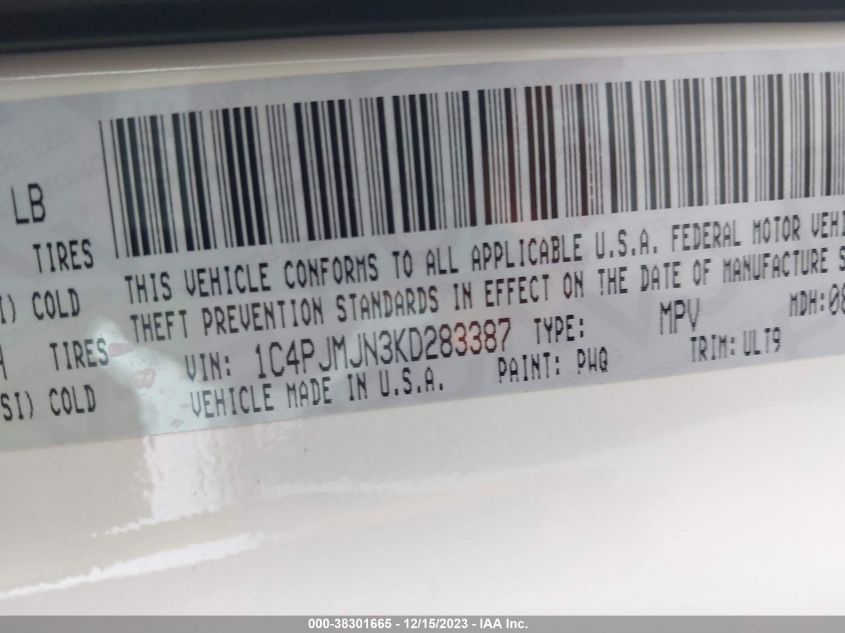 LB
TIRES
I) COLD
TIRES
SI) COLD
THIS VEHICLE CONFORMS TO ALL APPLICABLE U.S.A. FEDERAL MOTOR VEHI
THEFT PREVENTION STANDARDS IN EFFECT ON THE DATE OF MANUFACTURE S
VIN: 1C4PJMJN3KD283387 TYPE: MPV MDH:08
VEHICLE MADE IN U.S.A. PAINT: PWQ TRIM: ULT9
000-38301665 - 12/15/2023 - IAA Inc.